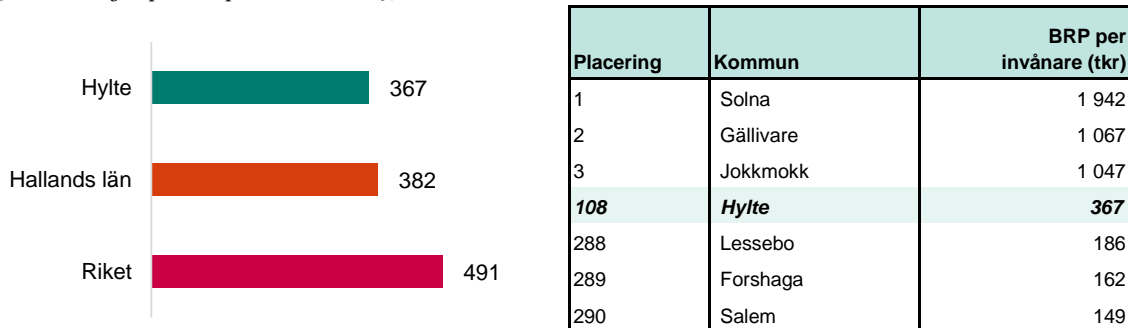 Hylte 367
Hallands län 382
Riket 491
Placering Kommun BRP per invånare (tkr)
1 Solna 1 942
2 Gällivare 1 067
3 Jokkmokk 1 047
108 Hylte 367
288 Lessebo 186
289 Forshaga 162
290 Salem 149